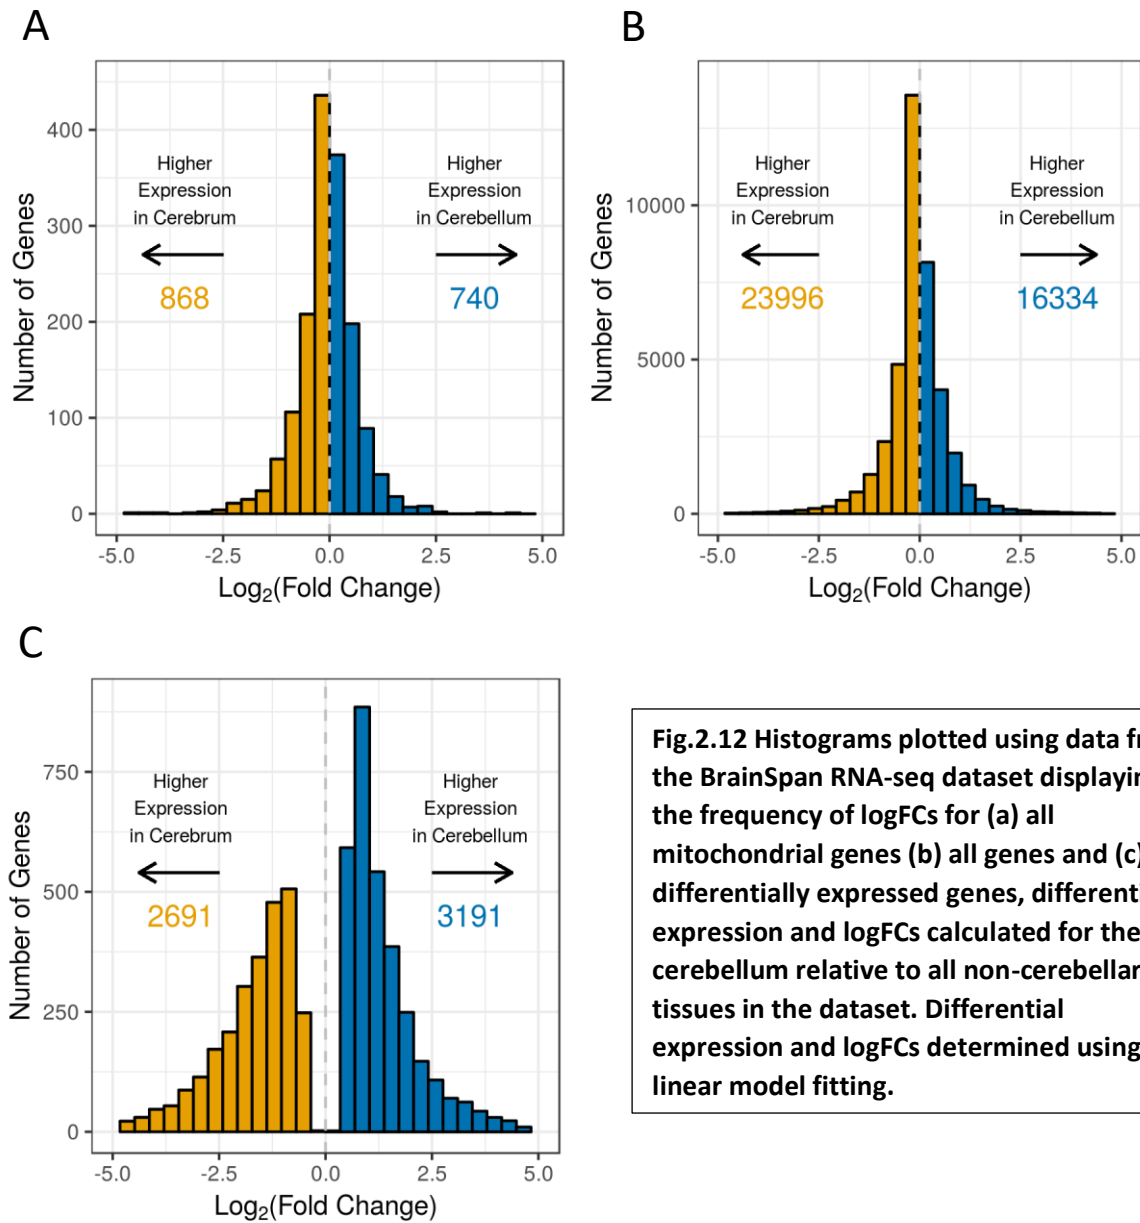 A
Number of Genes
400
300
200
100
0
Higher
Expression
in Cerebrum
868
Higher
Expression
in Cerebellum
740
-5.0 -2.5 0.0 2.5 5.0
Log2(Fold Change)
B
Number of Genes
10000
5000
0
Higher
Expression
in Cerebrum
23996
Higher
Expression
in Cerebellum
16334
-5.0 -2.5 0.0 2.5 5.0
Log2(Fold Change)
C
Number of Genes
750
500
250
0
Higher
Expression
in Cerebrum
2691
Higher
Expression
in Cerebellum
3191
-5.0 -2.5 0.0 2.5 5.0
Log2(Fold Change)
Fig.2.12 Histograms plotted using data
the BrainSpan RNA-seq dataset
the frequency of logFCs for (a) all
mitochondrial genes (b) all genes and (c)
differentially expressed genes,
expression and logFCs calculated for the
cerebellum relative to all non-cerebellar
tissues in the dataset. Differential
expression and logFCs determined using
linear model fitting.